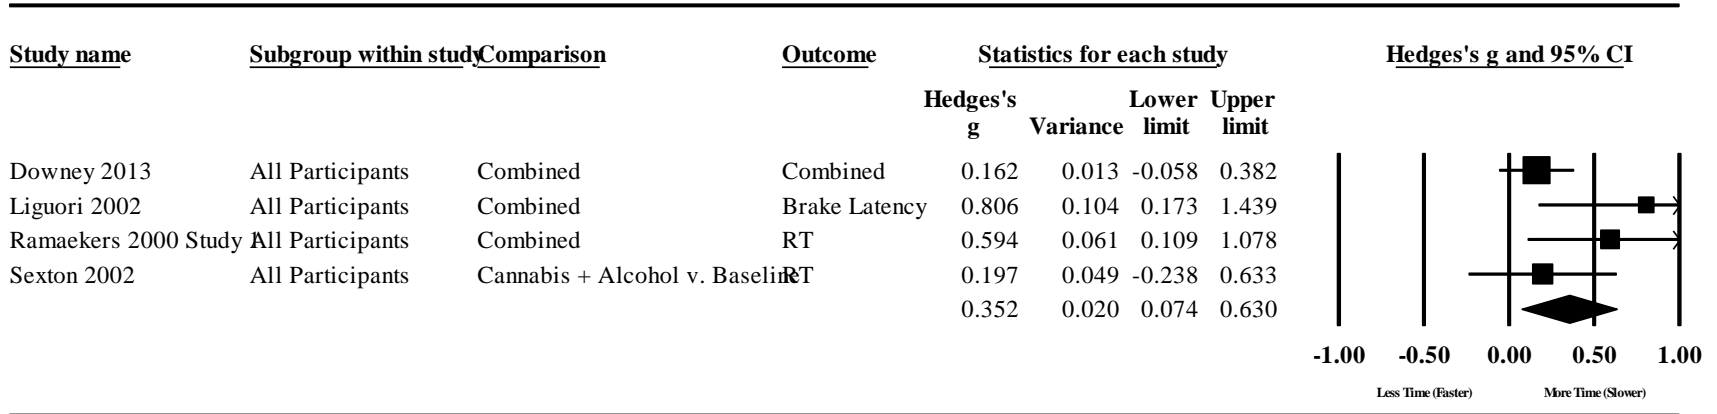 Study name Subgroup within study Comparison Outcome Statistics for each study Hedges's g and 95% CI
Hedges's Lower Upper
g Variance limit limit
Downey 2013 All Participants Combined Combined 0.162 0.013 -0.058 0.382
Liguori 2002 All Participants Combined Brake Latency 0.806 0.104 0.173 1.439
Ramaekers 2000 Study 1 All Participants Combined RT 0.594 0.061 0.109 1.078
Sexton 2002 All Participants Cannabis + Alcohol v. Baseline RT 0.197 0.049 -0.238 0.633
0.352 0.020 0.074 0.630
-1.00 -0.50 0.00 0.50 1.00
Less Time (Faster) More Time (Slower)